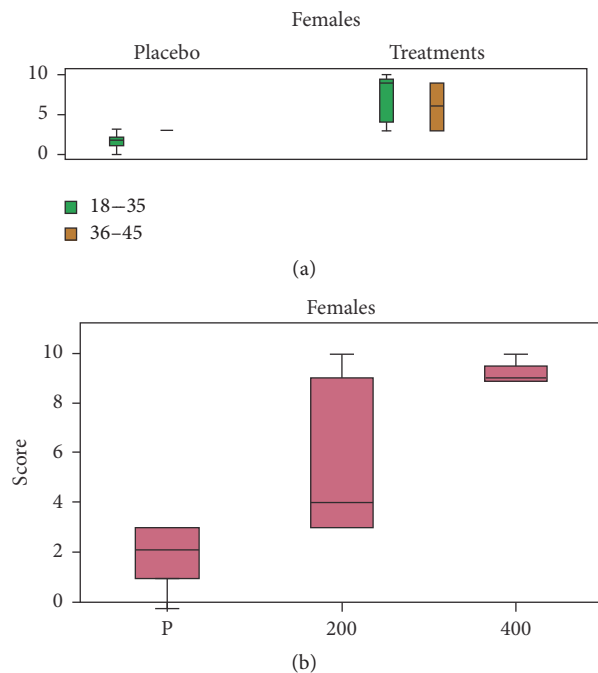 Females
Placebo Treatments
10
5
0
18–35
36–45
(a)
Females
10
8
6
4
2
0
Score
P 200 400
(b)